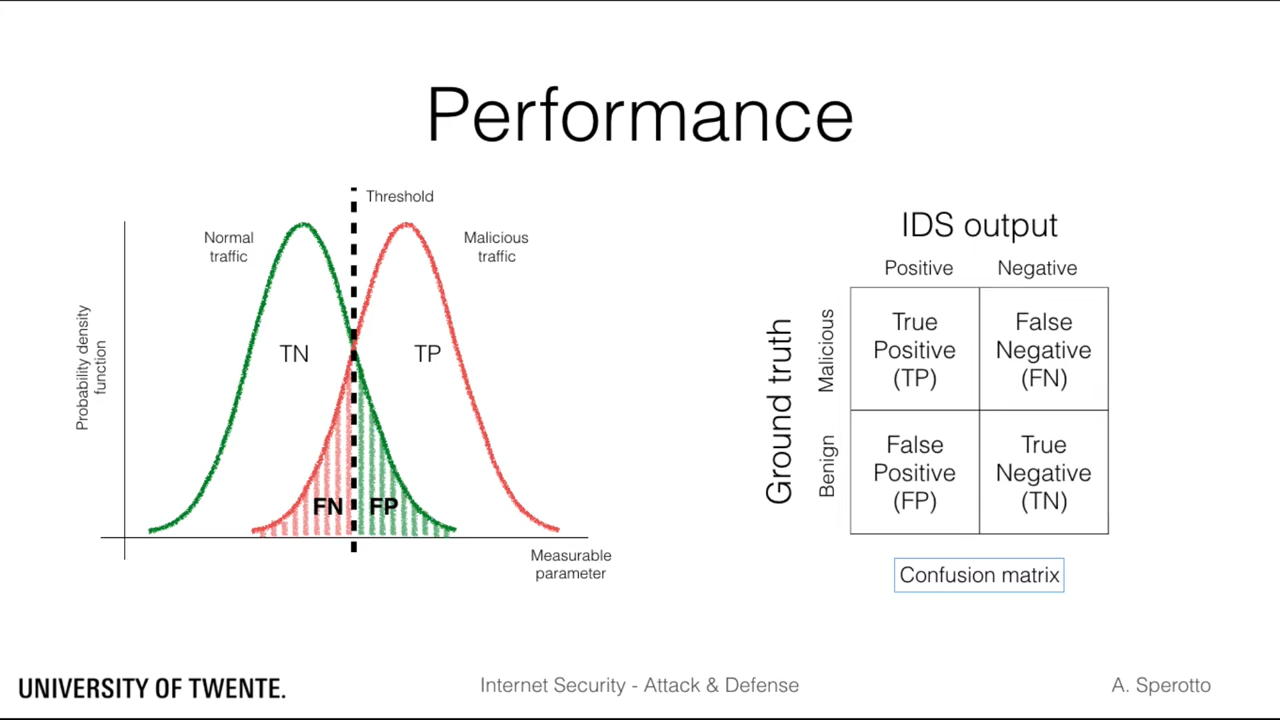 Performance
Threshold
Normal
traffic
Malicious
traffic
Probability density
function
TN
TP
FN
FP
Measurable
parameter
IDS output
Positive
Negative
Ground truth
Malicious
Benign
True
Positive
(TP)
False
Negative
(FN)
False
Positive
(FP)
True
Negative
(TN)
Confusion matrix
UNIVERSITY OF TWENTE.
Internet Security - Attack & Defense
A. Sperotto